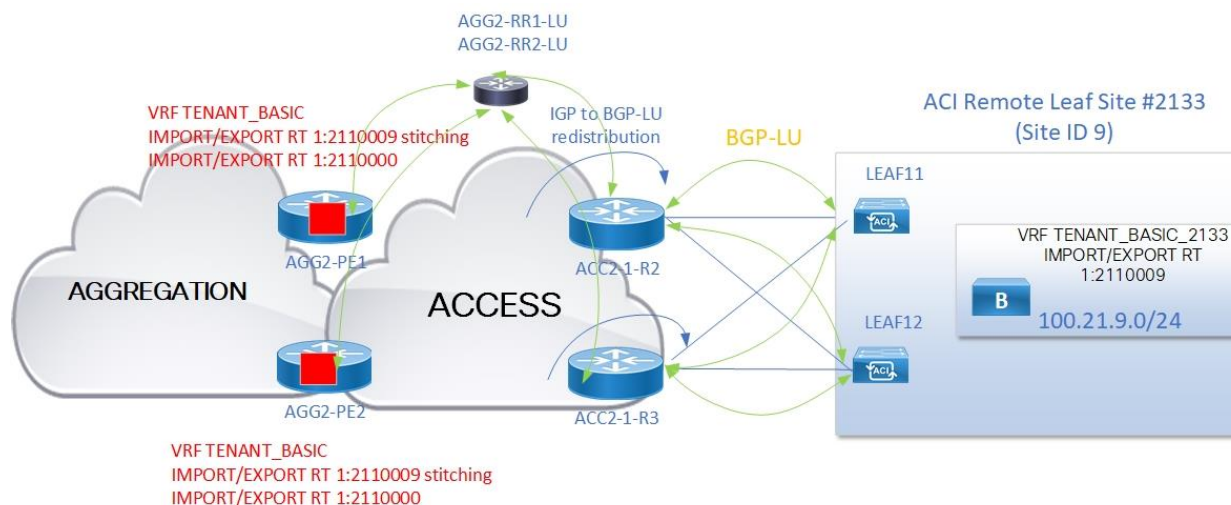 AGG2-RR1-LU
AGG2-RR2-LU
VRF TENANT_BASIC
IMPORT/EXPORT RT 1:2110009 stitching
IMPORT/EXPORT RT 1:2110000
IGP to BGP-LU
redistribution
BGP-LU
ACI Remote Leaf Site #2133
(Site ID 9)
LEAF11
ACI
AGG2-PE1
ACC2-1-R2
VRF TENANT_BASIC_2133
IMPORT/EXPORT RT
1:2110009
B
100.21.9.0/24
AGGREGATION
ACCESS
LEAF12
ACI
AGG2-PE2
ACC2-1-R3
VRF TENANT_BASIC
IMPORT/EXPORT RT 1:2110009 stitching
IMPORT/EXPORT RT 1:2110000